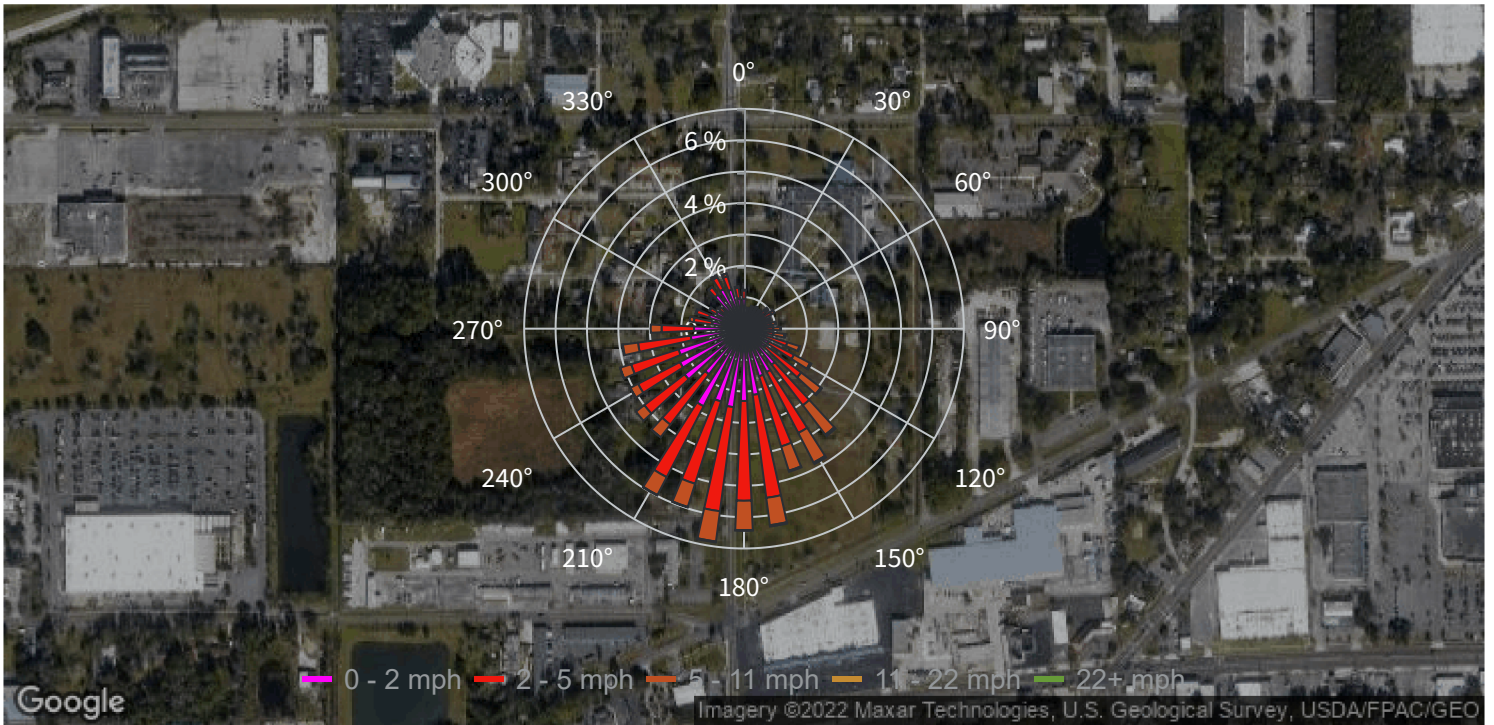 0°
330°
30°
6 %
300°
60°
4 %
2 %
270°
90°
240°
120°
210°
150°
180°
0 - 2 mph
2 - 5 mph
5 - 11 mph
11 - 22 mph
22+ mph
Google
Imagery ©2022 Maxar Technologies, U.S. Geological Survey, USDA/FPAC/GEO